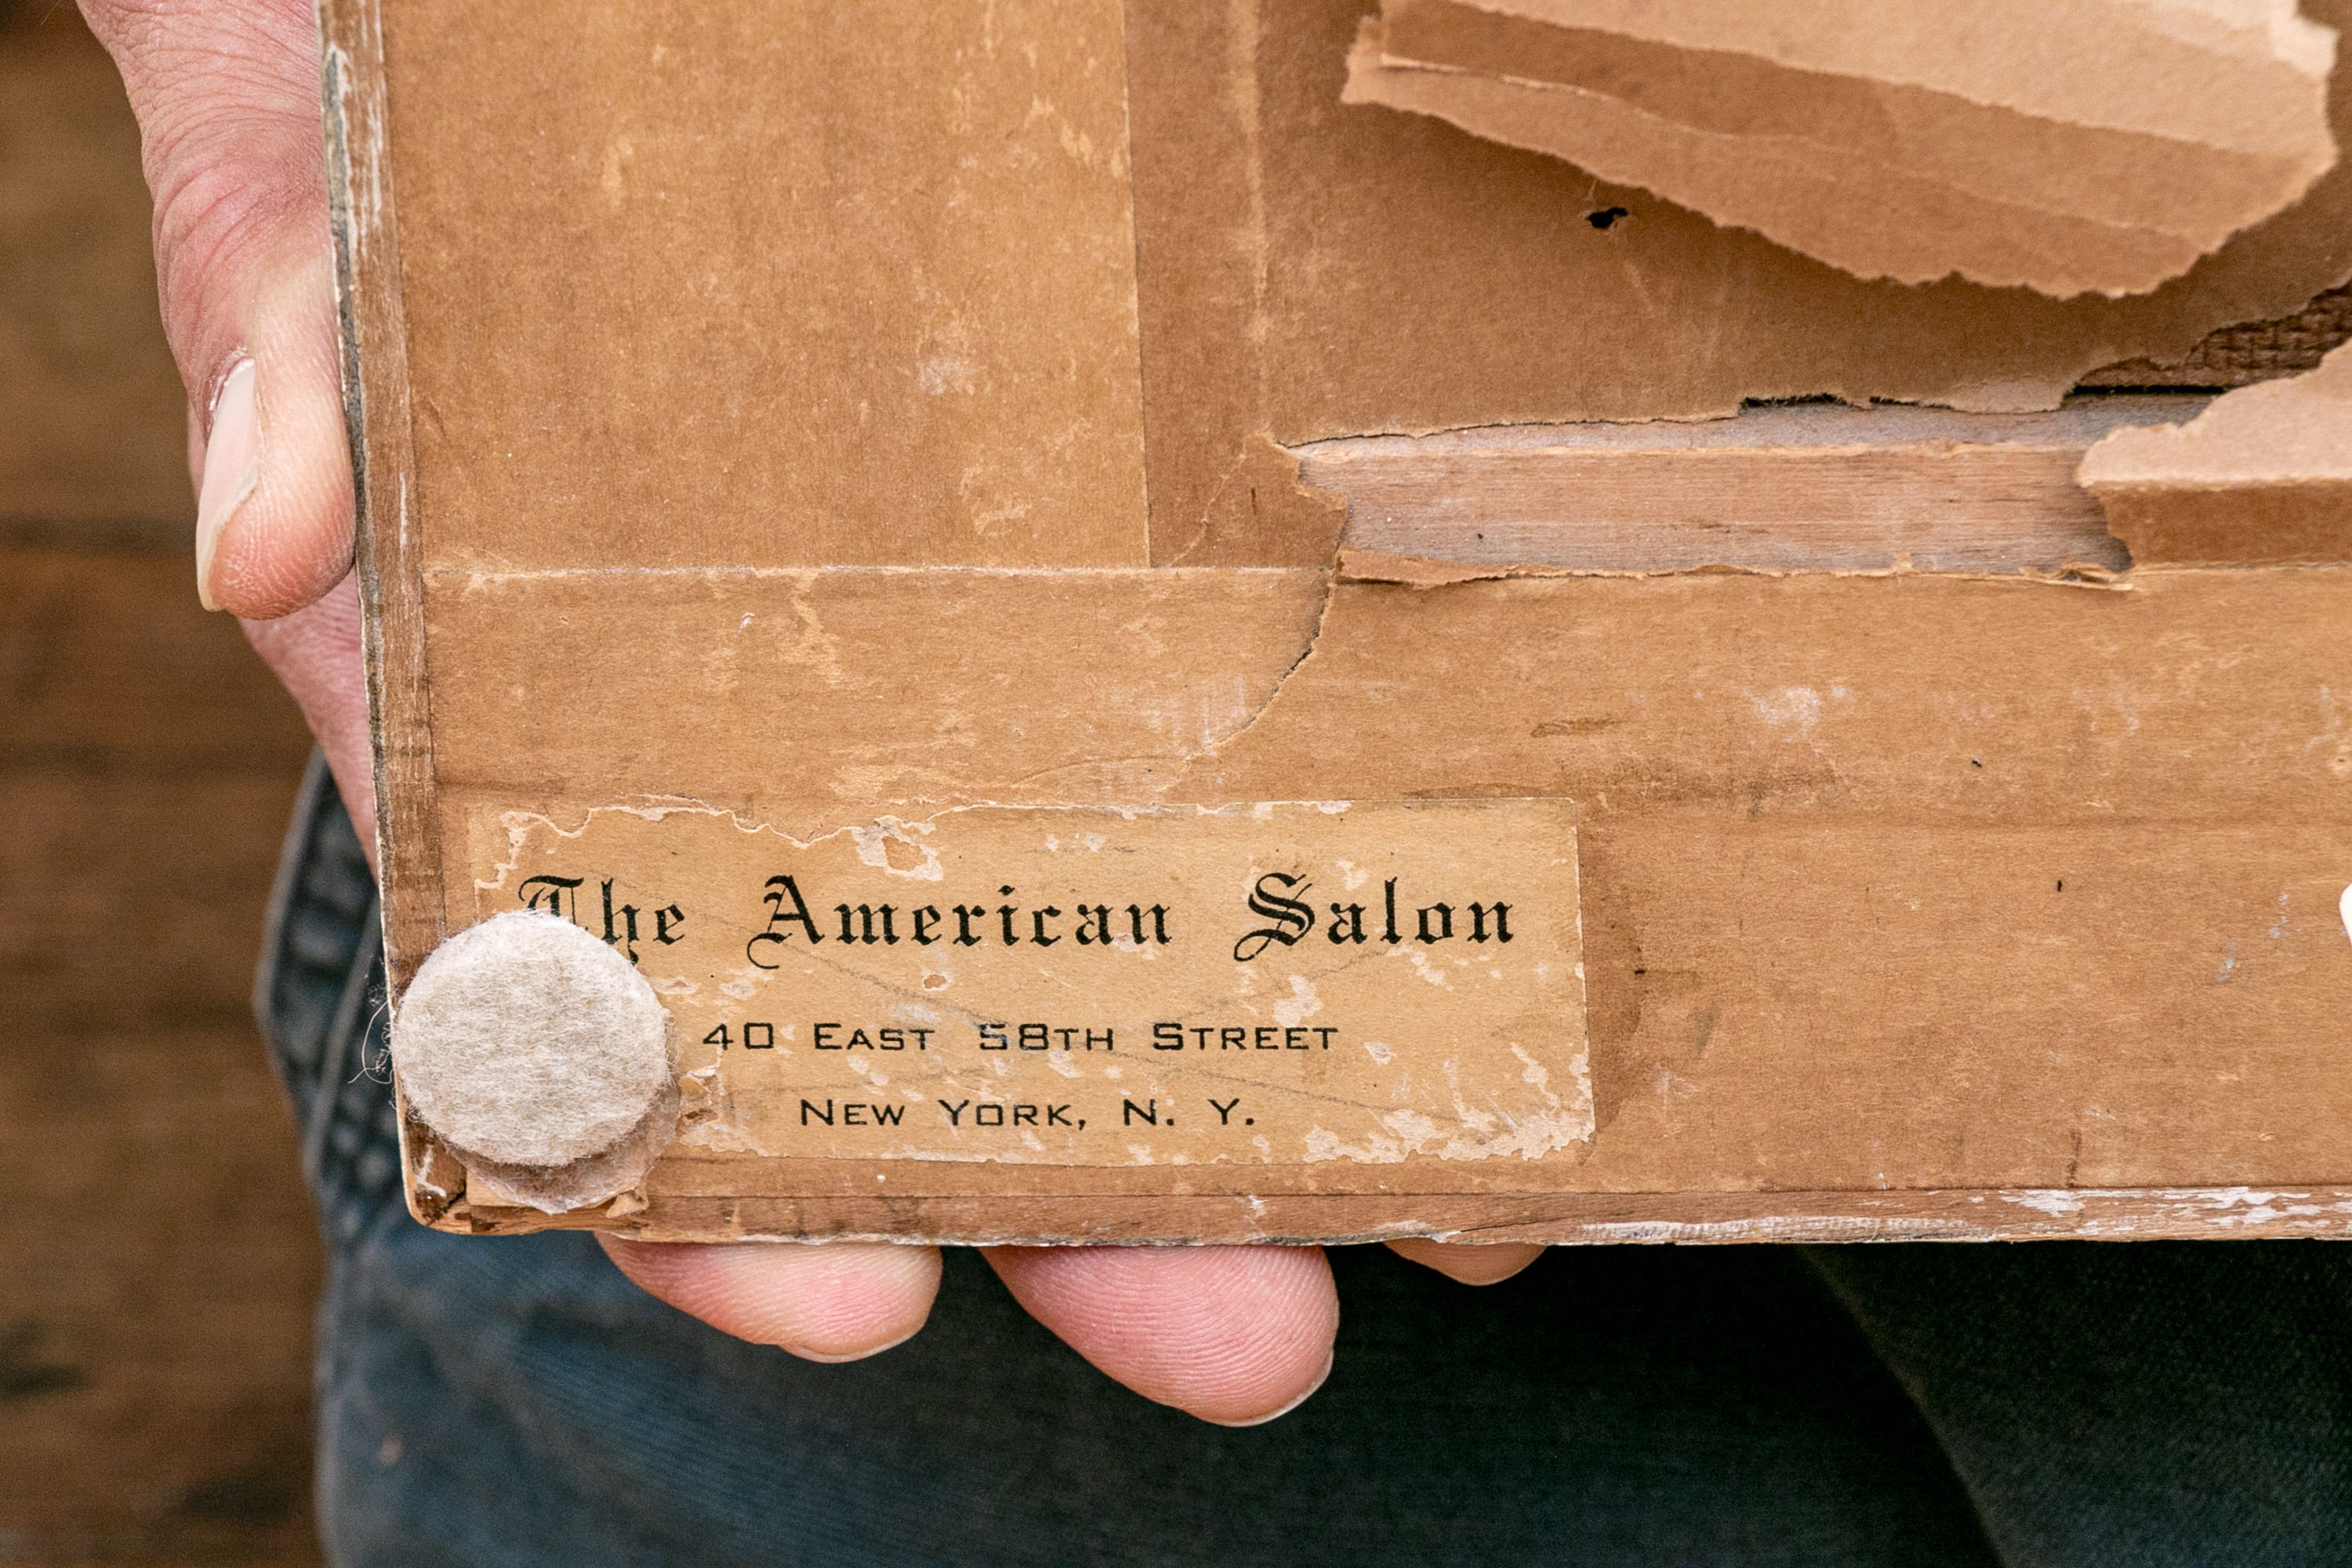 The American Salon
40 EAST 58TH STREET
NEW YORK, N. Y.